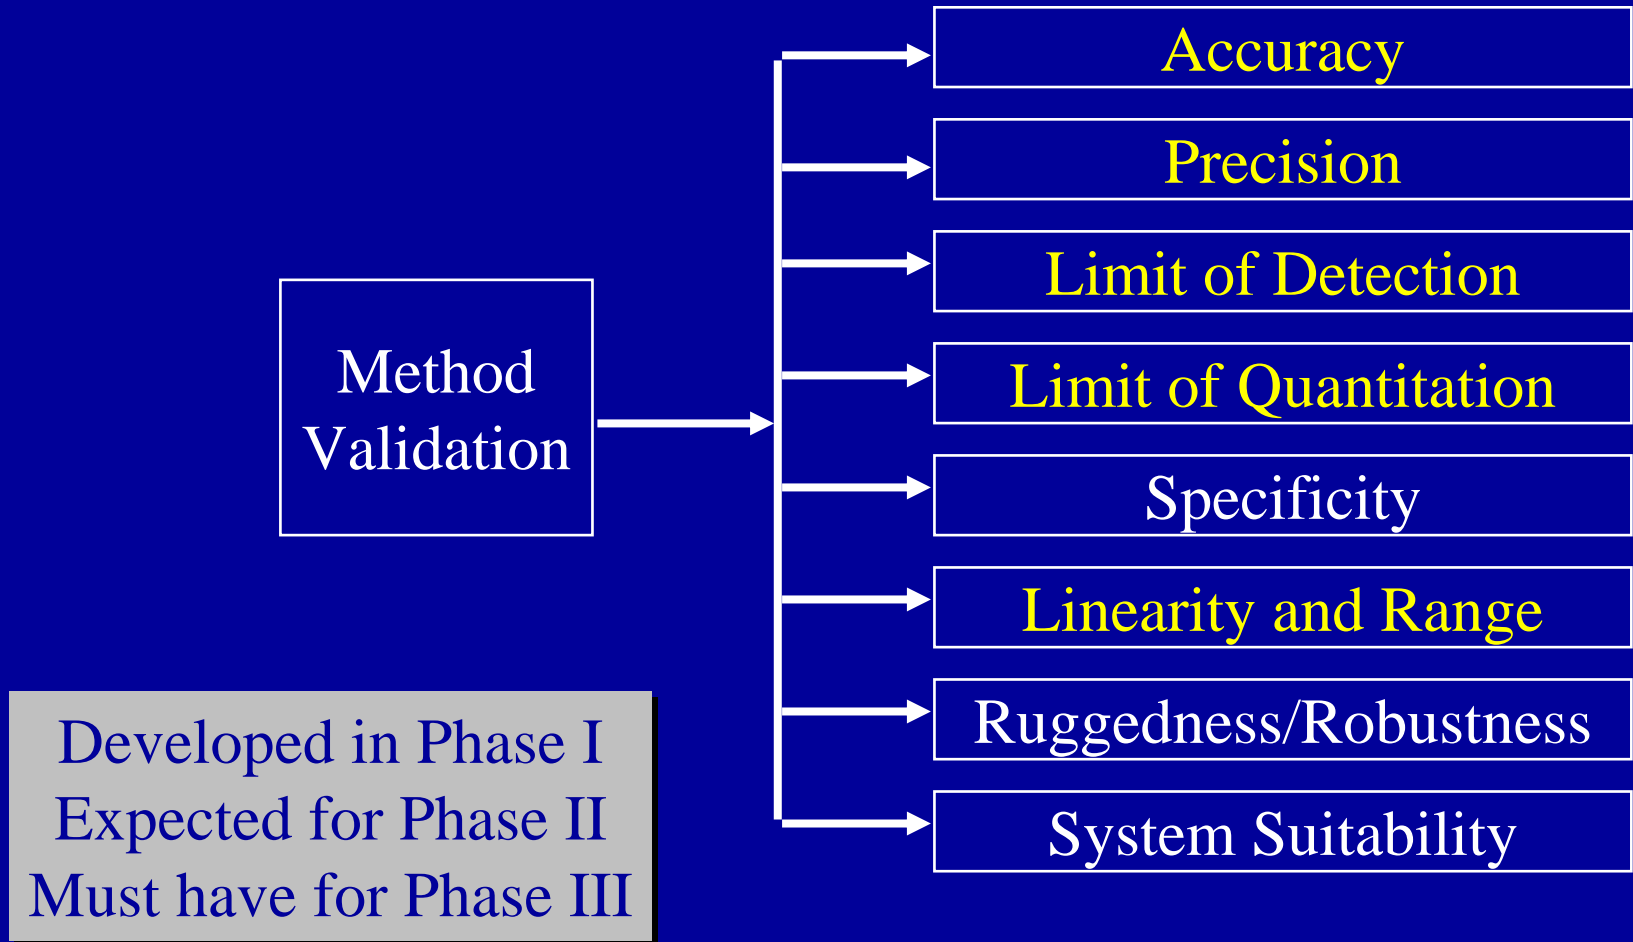 Accuracy
Precision
Limit of Detection
Limit of Quantitation
Method
Validation
Specificity
Linearity and Range
Ruggedness/Robustness
System Suitability
Developed in Phase I
Expected for Phase II
Must have for Phase III